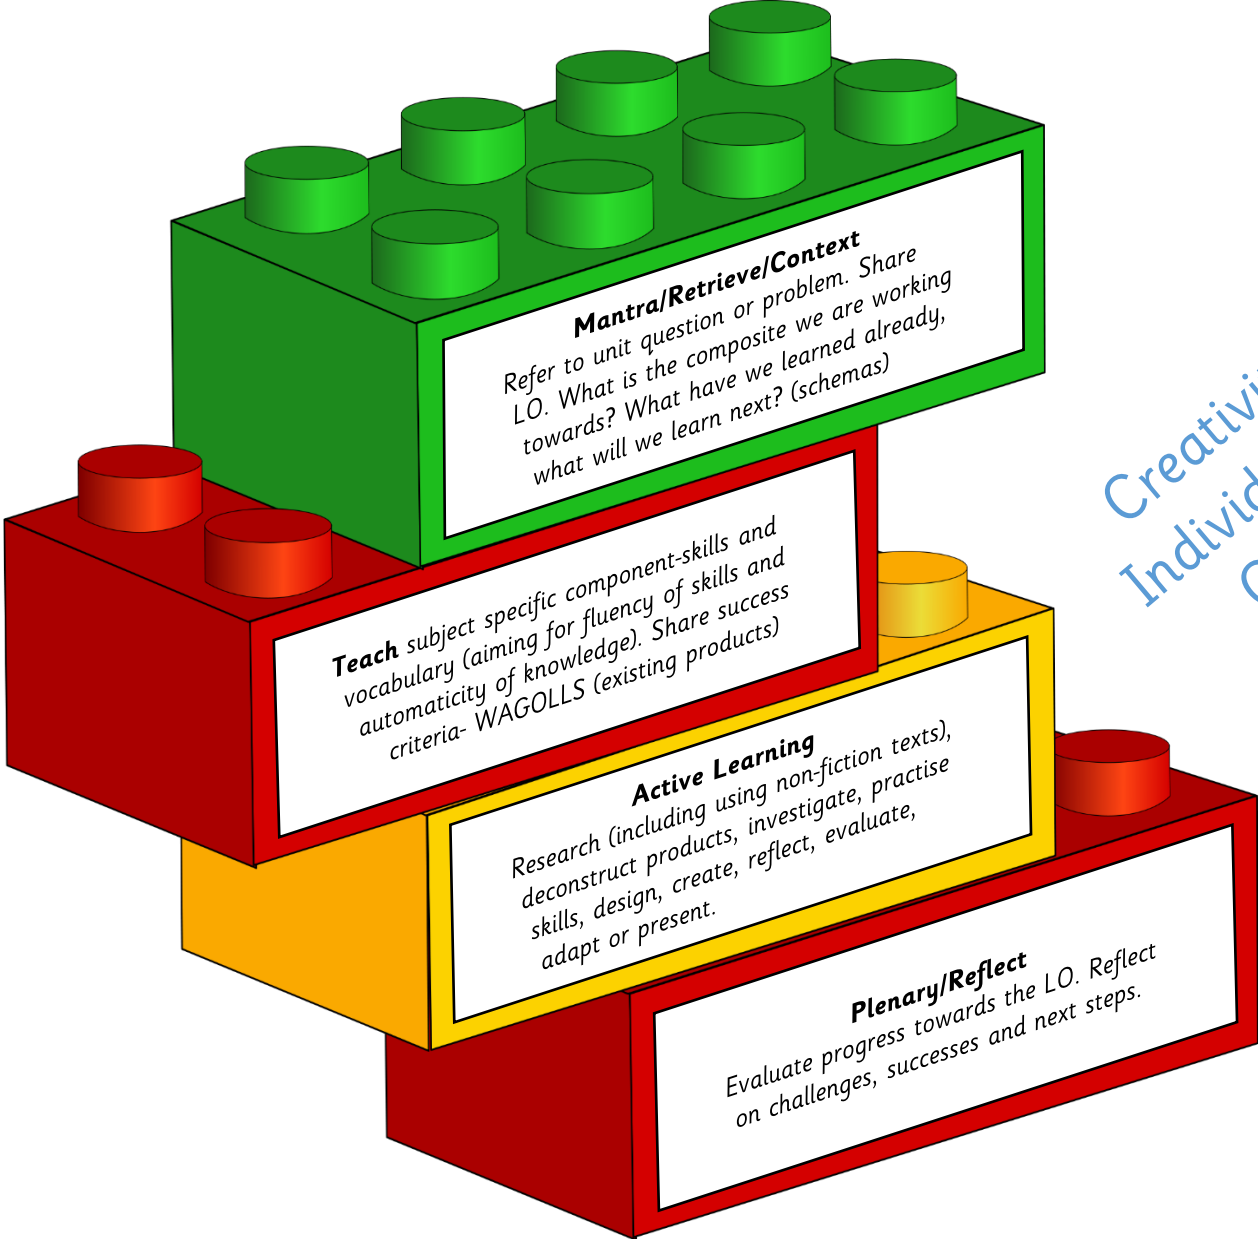 Mantra/Retrieve/Context
Refer to unit question or problem. Share
LO. What is the composite we are working
towards? What have we learned already,
what will we learn next? (schemas)
Teach subject specific component-skills and
vocabulary (aiming for fluency of skills and
automaticity of knowledge). Share success
criteria- WAGOLLS (existing products)
Active Learning
Research (including using non-fiction texts),
deconstruct products, investigate, practise
skills, design, create, reflect, evaluate,
adapt or present.
Plenary/Reflect
Evaluate progress towards the LO. Reflect
on challenges, successes and next steps.